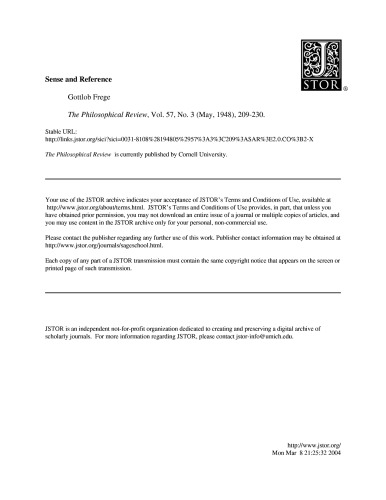 JSTOR
®
Sense and Reference
Gottlob Frege
The Philosophical Review, Vol. 57, No. 3 (May, 1948), 209-230.
Stable URL:
http://links.jstor.org/sici?sici=0031-8108%28194805%2957%3A3%3C209%3ASAR%3E2.0.CO%3B2-X
The Philosophical Review is currently published by Cornell University.
Your use of the JSTOR archive indicates your acceptance of JSTOR's Terms and Conditions of Use, available at
http://www.jstor.org/about/terms.html. JSTOR's Terms and Conditions of Use provides, in part, that unless you
have obtained prior permission, you may not download an entire issue of a journal or multiple copies of articles, and
you may use content in the JSTOR archive only for your personal, non-commercial use.
Please contact the publisher regarding any further use of this work. Publisher contact information may be obtained at
http://www.jstor.org/journals/sageschool.html.
Each copy of any part of a JSTOR transmission must contain the same copyright notice that appears on the screen or
printed page of such transmission.
JSTOR is an independent not-for-profit organization dedicated to creating and preserving a digital archive of
scholarly journals. For more information regarding JSTOR, please contact jstor-info@umich.edu.
http://www.jstor.org/
Mon Mar 8 21:25:32 2004